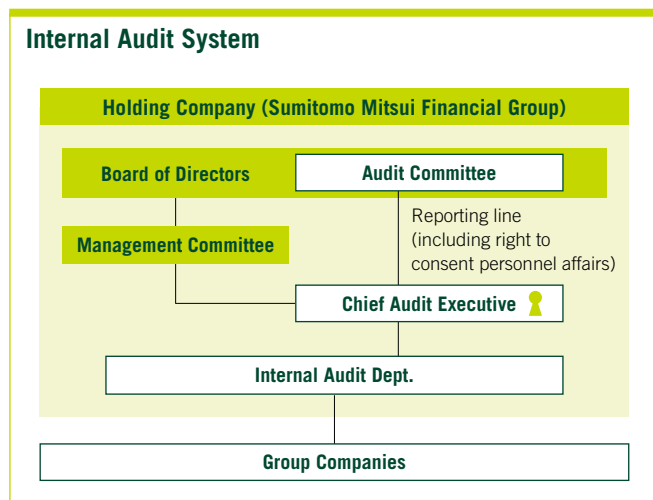 Internal Audit System
Holding Company (Sumitomo Mitsui Financial Group)
Board of Directors
Audit Committee
Management Committee
Reporting line
(including right to
consent personnel affairs)
Chief Audit Executive
Internal Audit Dept.
Group Companies